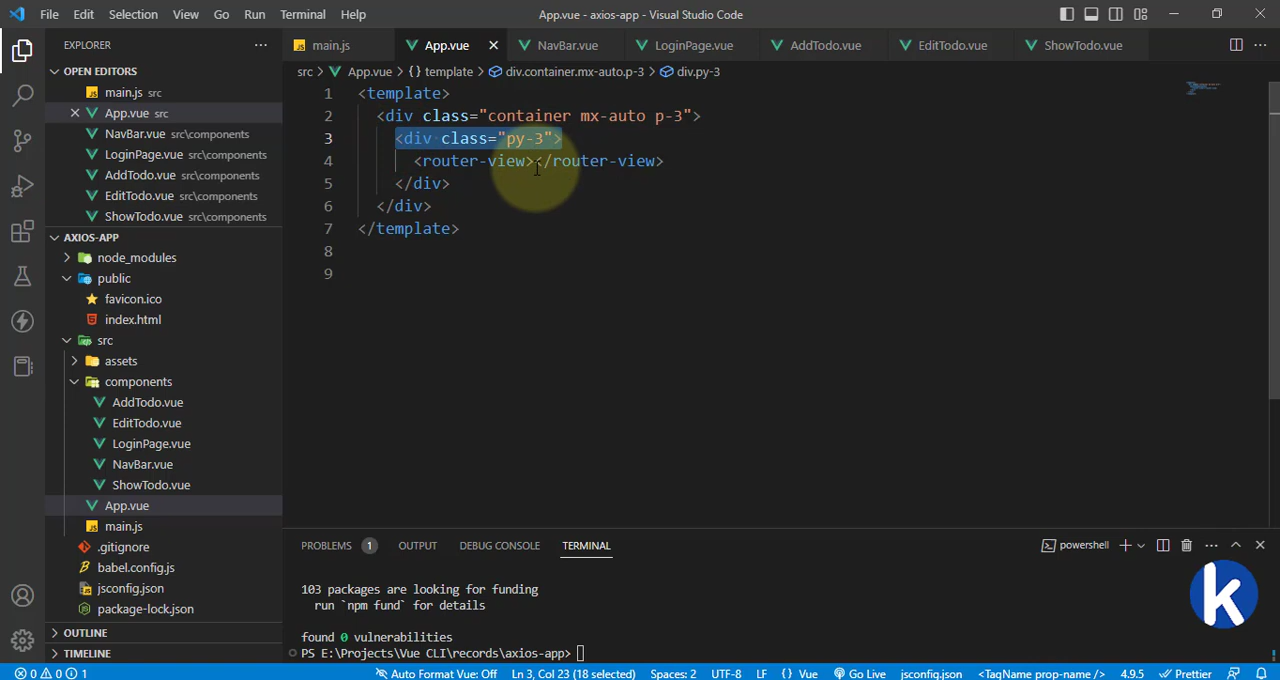 File Edit Selection View Go Run Terminal Help
App.vue - axios-app - Visual Studio Code
EXPLORER
main.js App.vue NavBar.vue LoginPage.vue AddTodo.vue EditTodo.vue ShowTodo.vue
OPEN EDITORS
main.js src
App.vue src
NavBar.vue src\components
LoginPage.vue src\components
AddTodo.vue src\components
EditTodo.vue src\components
ShowTodo.vue src\components
AXIOS-APP
node_modules
public
favicon.ico
index.html
src
assets
components
AddTodo.vue
EditTodo.vue
LoginPage.vue
NavBar.vue
ShowTodo.vue
App.vue
main.js
.gitignore
babel.config.js
jsconfig.json
package-lock.json
OUTLINE
TIMELINE
src > App.vue > {} template > div.container.mx-auto.p-3 > div.py-3
1 <template>
2 <div class="container mx-auto p-3">
3 <div class="py-3">
4 <router-view></router-view>
5 </div>
6 </div>
7 </template>
8
9
PROBLEMS 1 OUTPUT DEBUG CONSOLE TERMINAL
powershell
103 packages are looking for funding
run `npm fund` for details
found 0 vulnerabilities
PS E:\Projects\Vue CLI\records\axios-app>
k
0 0 1 Auto Format Vue: Off Ln 3, Col 23 (18 selected) Spaces: 2 UTF-8 LF {} Vue Go Live jsconfig.json <TagName prop-name /> 4.9.5 Prettier